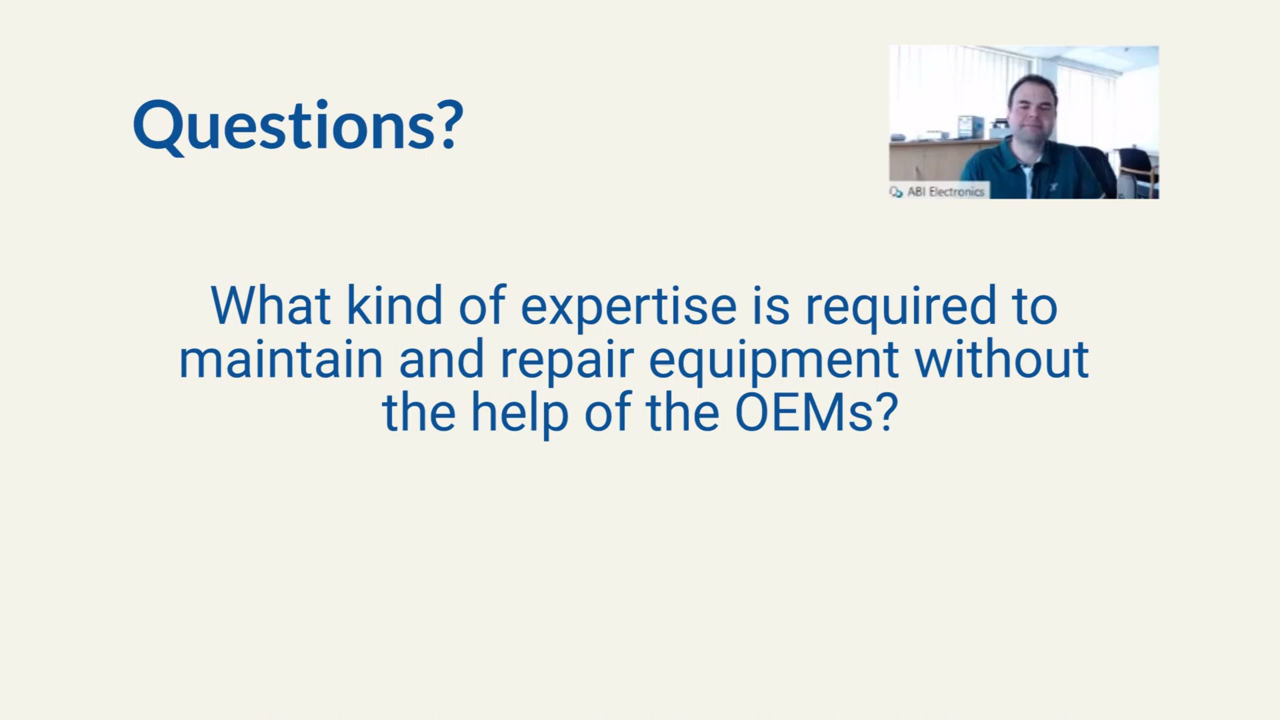 Questions?
ABI Electronics
What kind of expertise is required to
maintain and repair equipment without
the help of the OEMs?